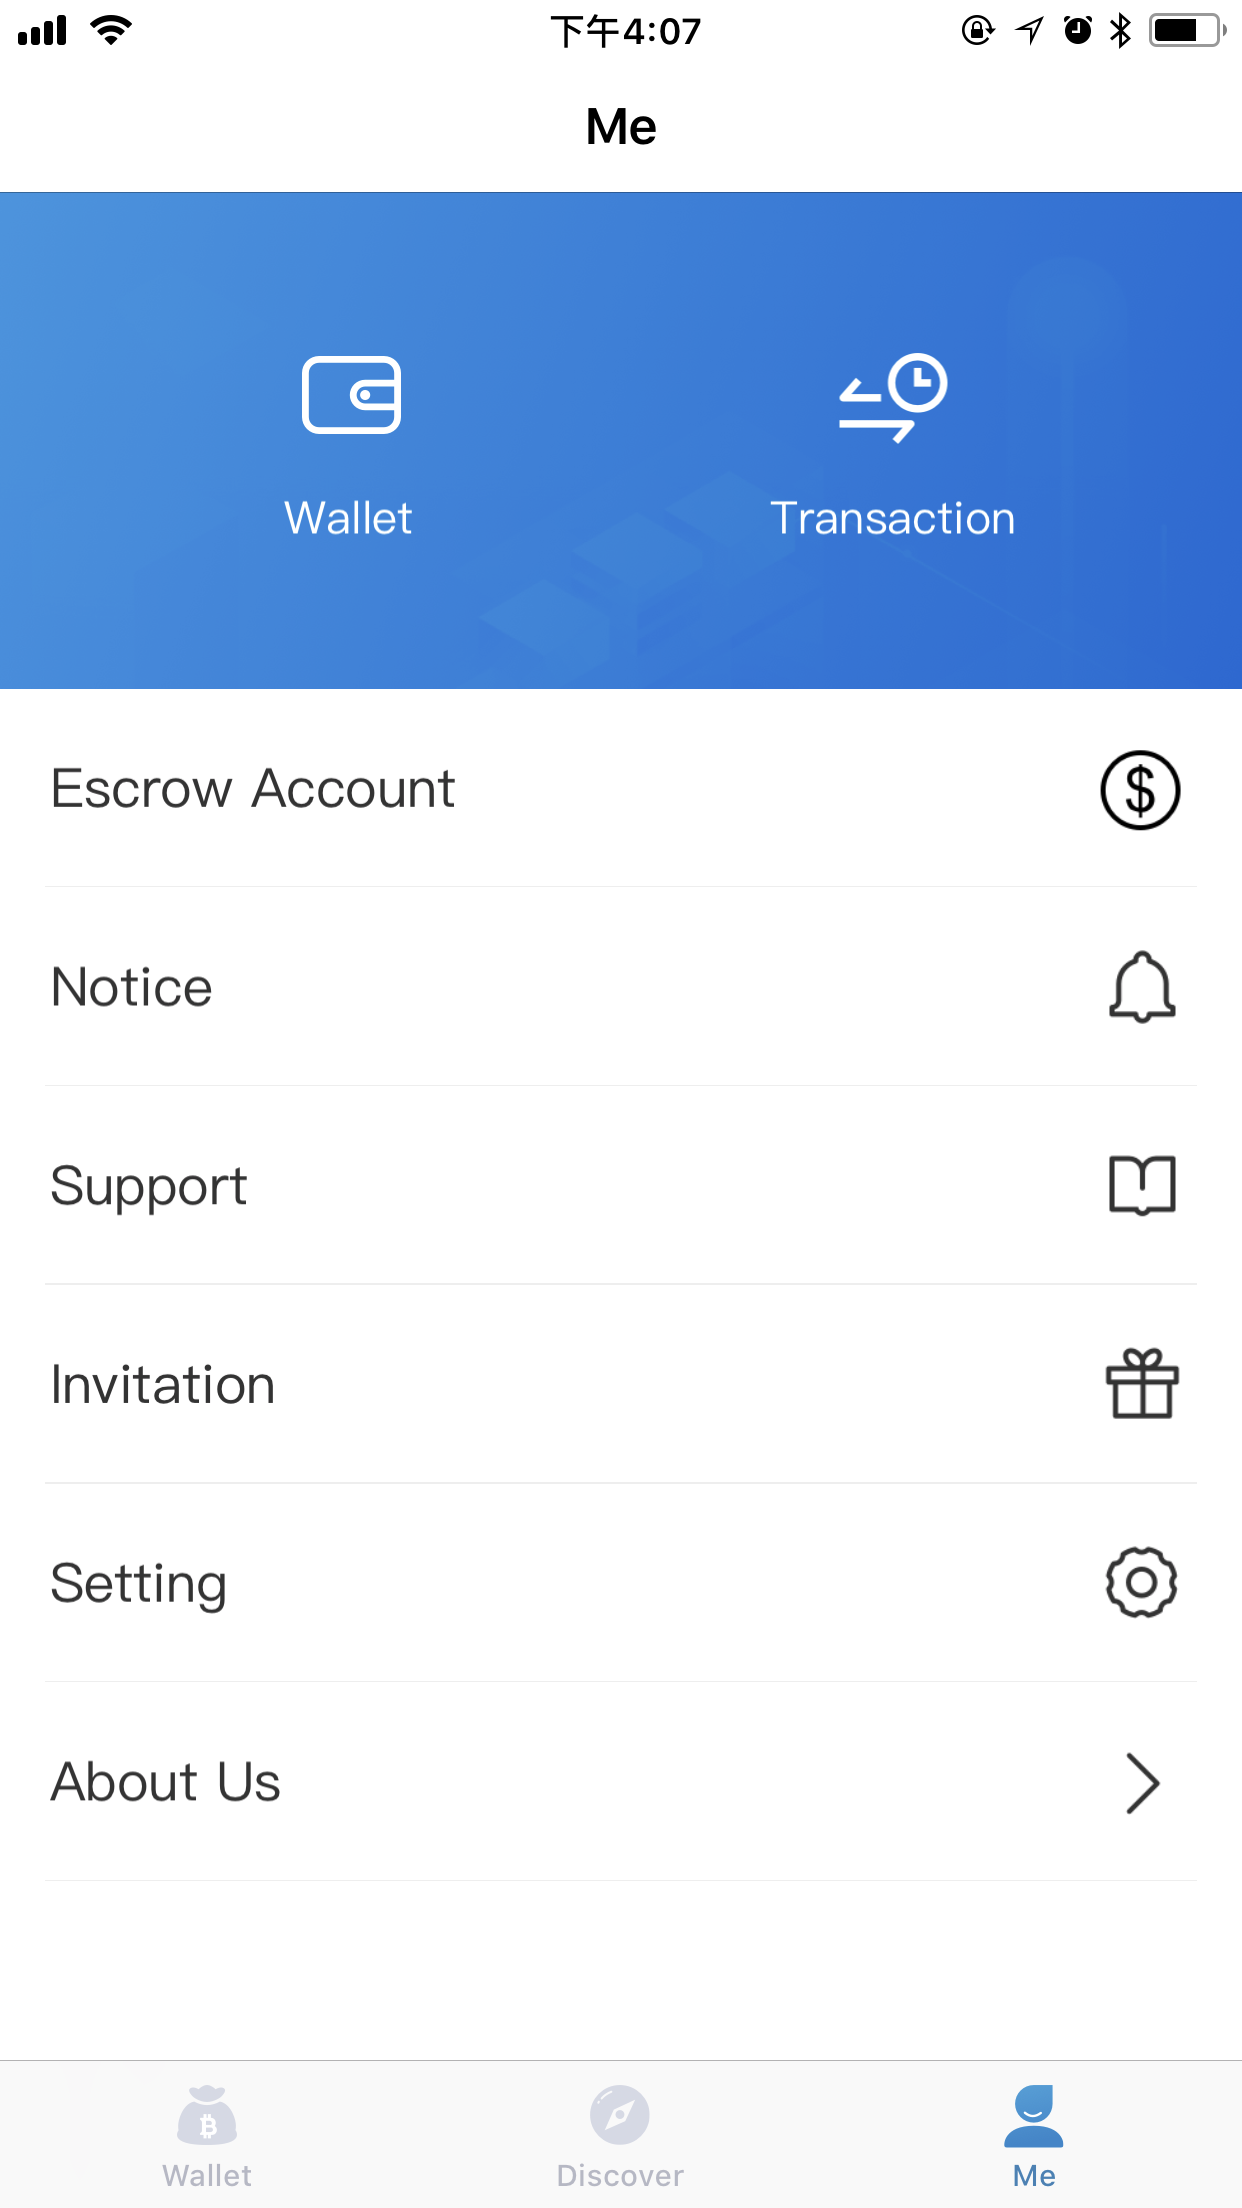 下午4:07
Me
Wallet
Transaction
Escrow Account
Notice
Support
Invitation
Setting
About Us
Wallet
Discover
Me